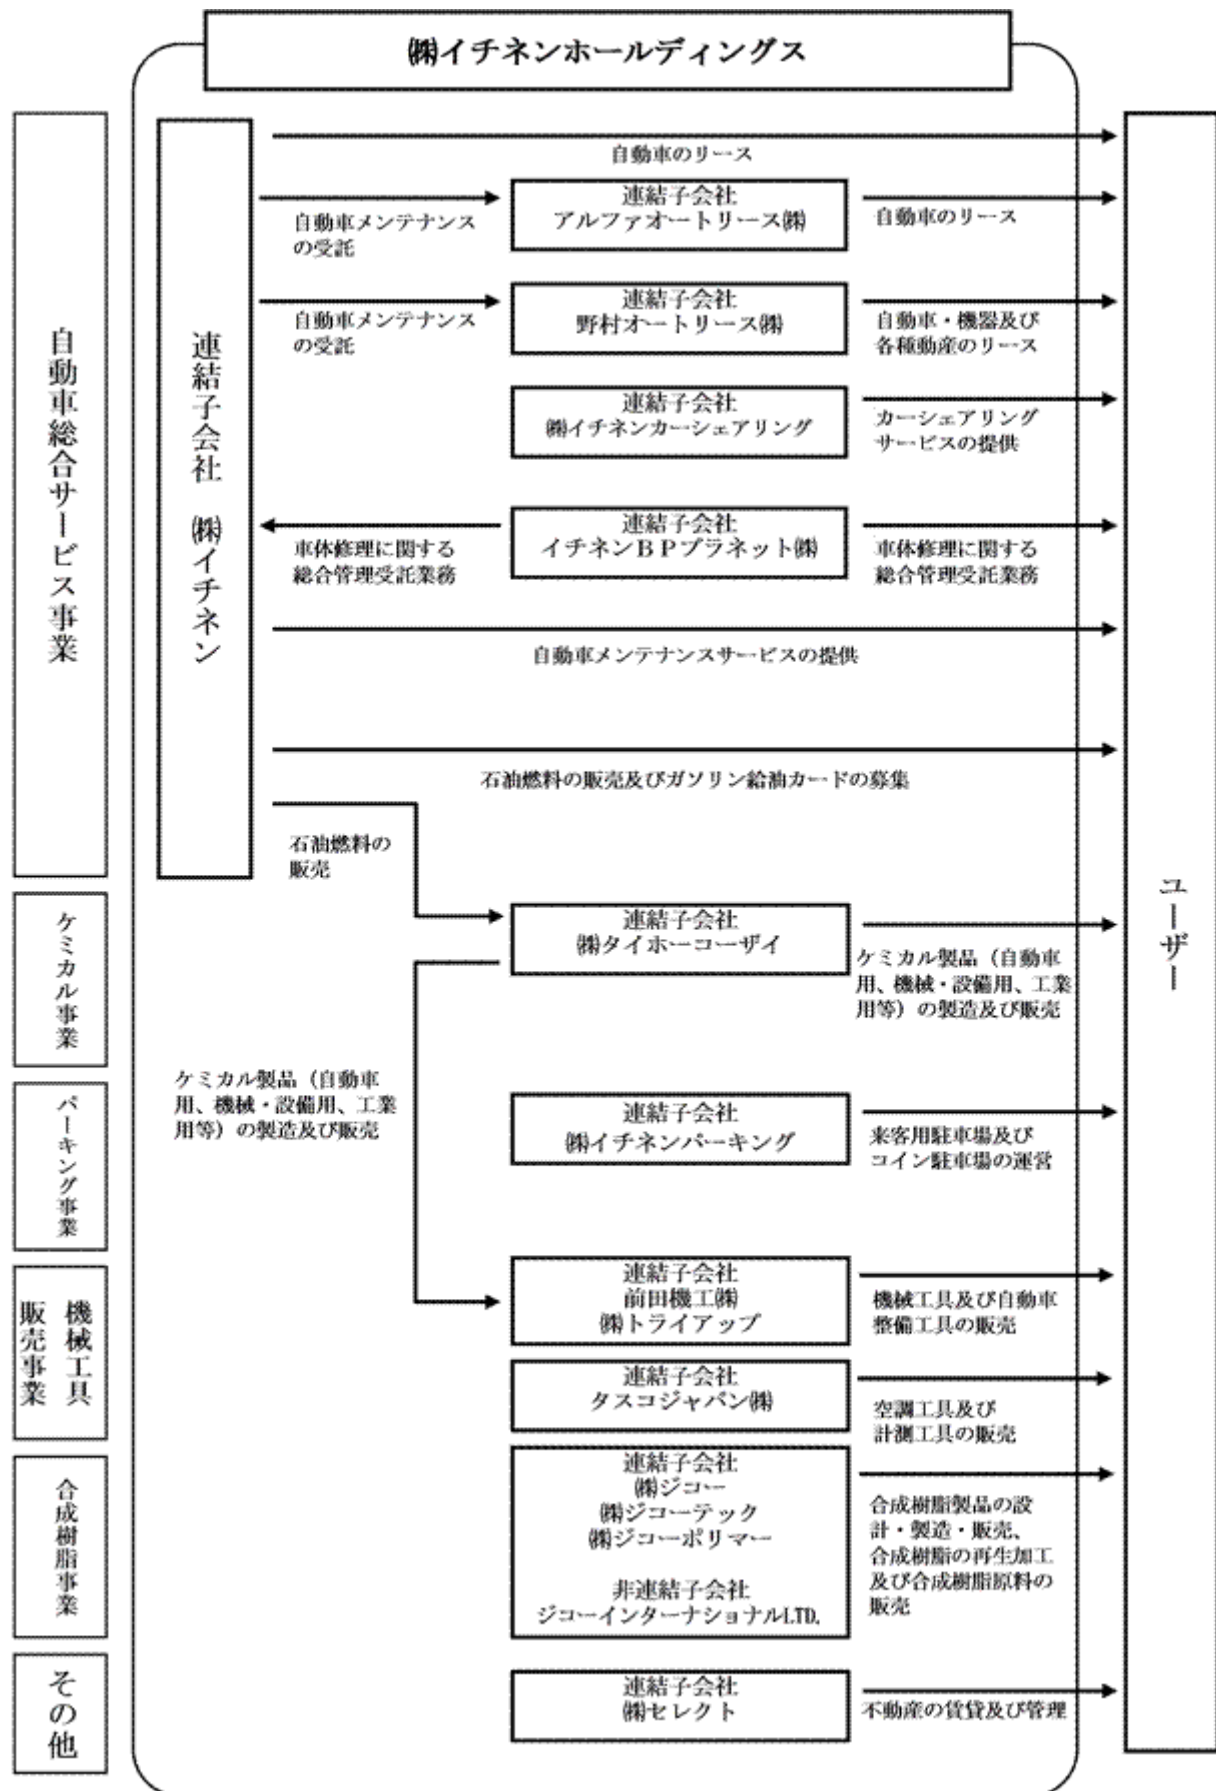 ㈱イチネンホールディングス
自動車総合サービス事業
連結子会社 ㈱イチネン
自動車のリース
自動車メンテナンス
の受託
連結子会社
アルファオートリース㈱
自動車のリース
自動車メンテナンス
の受託
連結子会社
野村オートリース㈱
自動車・機器及び
各種動産のリース
連結子会社
㈱イチネンカーシェアリング
カーシェアリング
サービスの提供
車体修理に関する
総合管理受託業務
連結子会社
イチネンＢＰプラネット㈱
車体修理に関する
総合管理受託業務
自動車メンテナンスサービスの提供
石油燃料の販売及びガソリン給油カードの募集
石油燃料の
販売
ユーザー
ケミカル事業
連結子会社
㈱タイホーコーザイ
ケミカル製品（自動車
用、機械・設備用、工業
用等）の製造及び販売
ケミカル製品（自動車
用、機械・設備用、工業
用等）の製造及び販売
パーキング事業
連結子会社
㈱イチネンパーキング
来客用駐車場及び
コイン駐車場の運営
機械工具
販売事業
連結子会社
前田機工㈱
㈱トライアップ
機械工具及び自動車
整備工具の販売
連結子会社
タスコジャパン㈱
空調工具及び
計測工具の販売
合成樹脂事業
連結子会社
㈱ジコー
㈱ジコーテック
㈱ジコーポリマー
非連結子会社
ジコーインターナショナルLTD.
合成樹脂製品の設
計・製造・販売、
合成樹脂の再生加工
及び合成樹脂原料の
販売
その他
連結子会社
㈱セレクト
不動産の賃貸及び管理